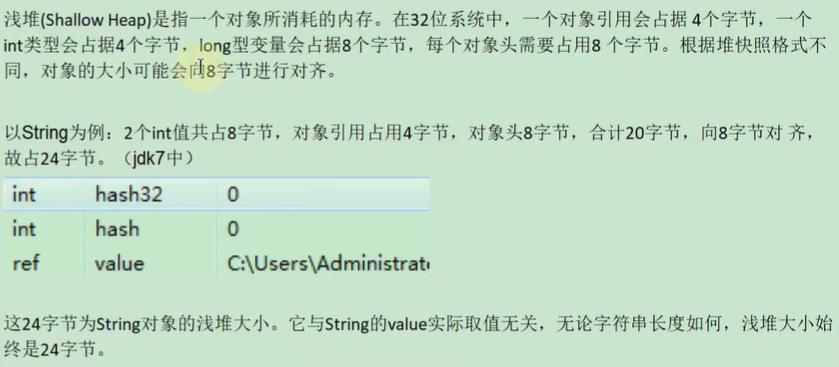 浅堆(Shallow Heap)是指一个对象所消耗的内存。在32位系统中，一个对象引用会占据 4个字节，一个
int类型会占据4个字节，long型变量会占据8个字节，每个对象头需要占用8 个字节。根据堆快照格式不
同，对象的大小可能会向8字节进行对齐。
以String为例：2个int值共占8字节，对象引用占用4字节，对象头8字节，合计20字节，向8字节对 齐，
故占24字节。（jdk7中）
int hash32 0
int hash 0
ref value C:\Users\Administrat
这24字节为String对象的浅堆大小。它与String的value实际取值无关，无论字符串长度如何，浅堆大小始
终是24字节。